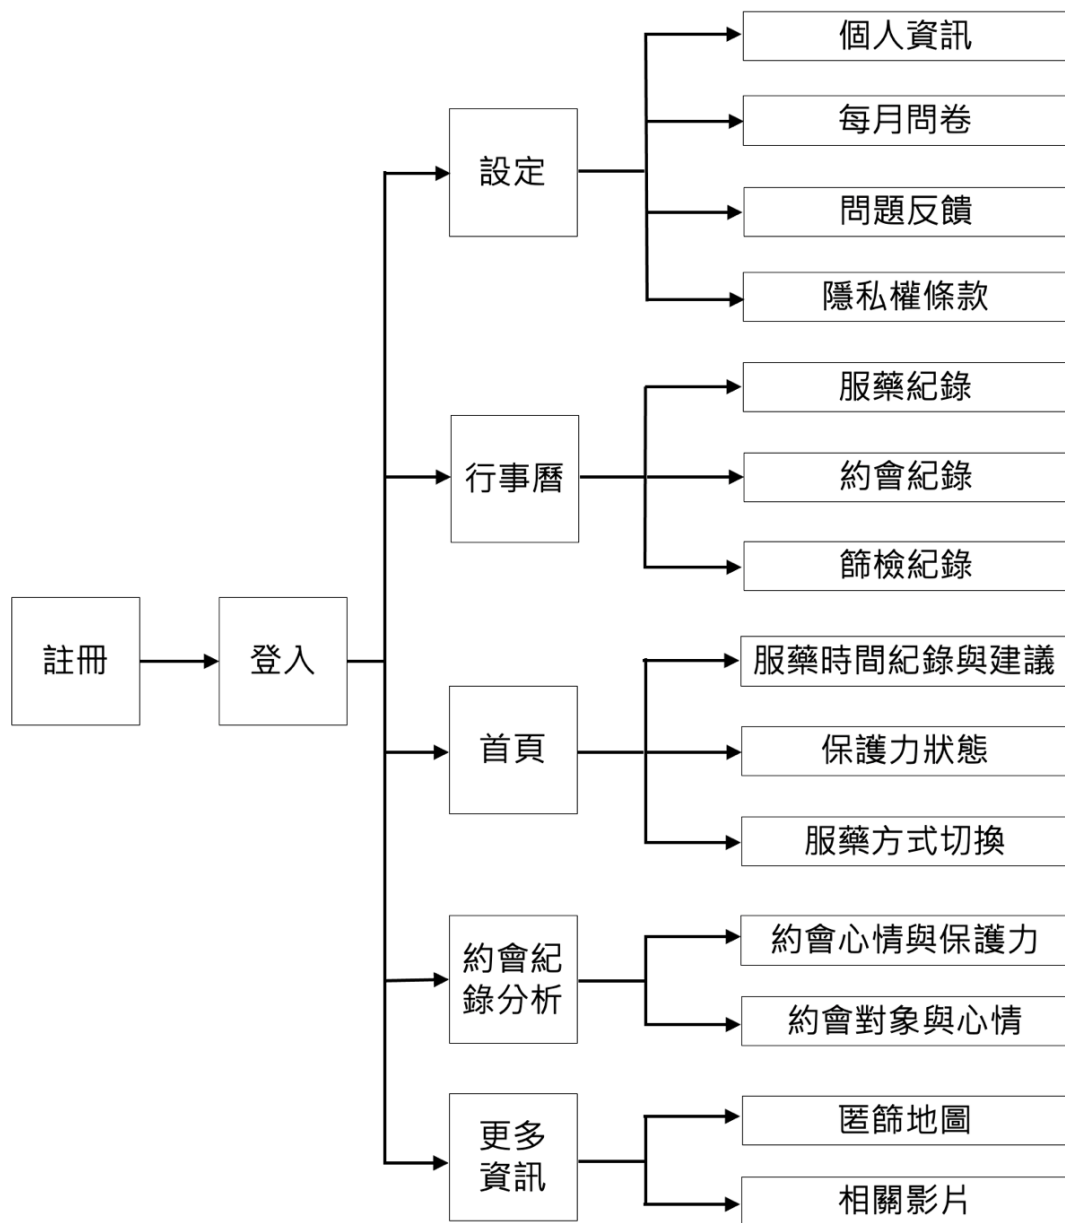 註冊
登入
設定
個人資訊
每月問卷
問題反饋
隱私權條款
行事曆
服藥紀錄
約會紀錄
篩檢紀錄
首頁
服藥時間紀錄與建議
保護力狀態
服藥方式切換
約會紀
錄分析
約會心情與保護力
約會對象與心情
更多
資訊
匿篩地圖
相關影片